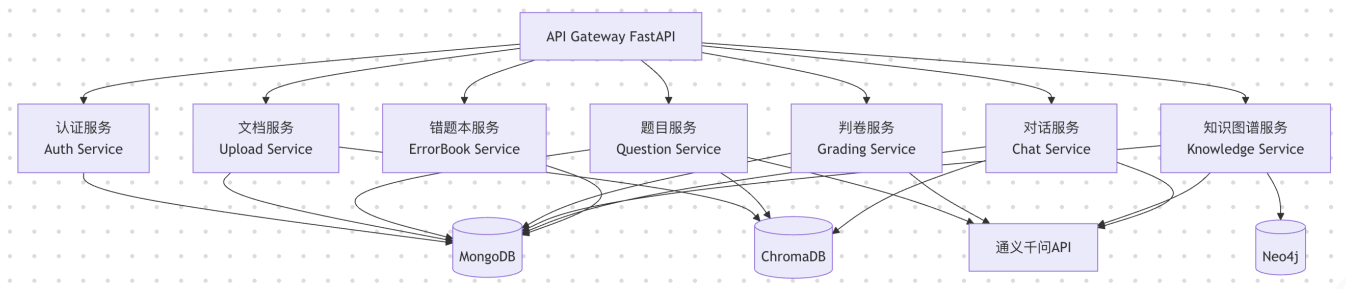 API Gateway FastAPI
认证服务
Auth Service
文档服务
Upload Service
错题本服务
ErrorBook Service
题目服务
Question Service
判卷服务
Grading Service
对话服务
Chat Service
知识图谱服务
Knowledge Service
MongoDB
ChromaDB
通义千问API
Neo4j